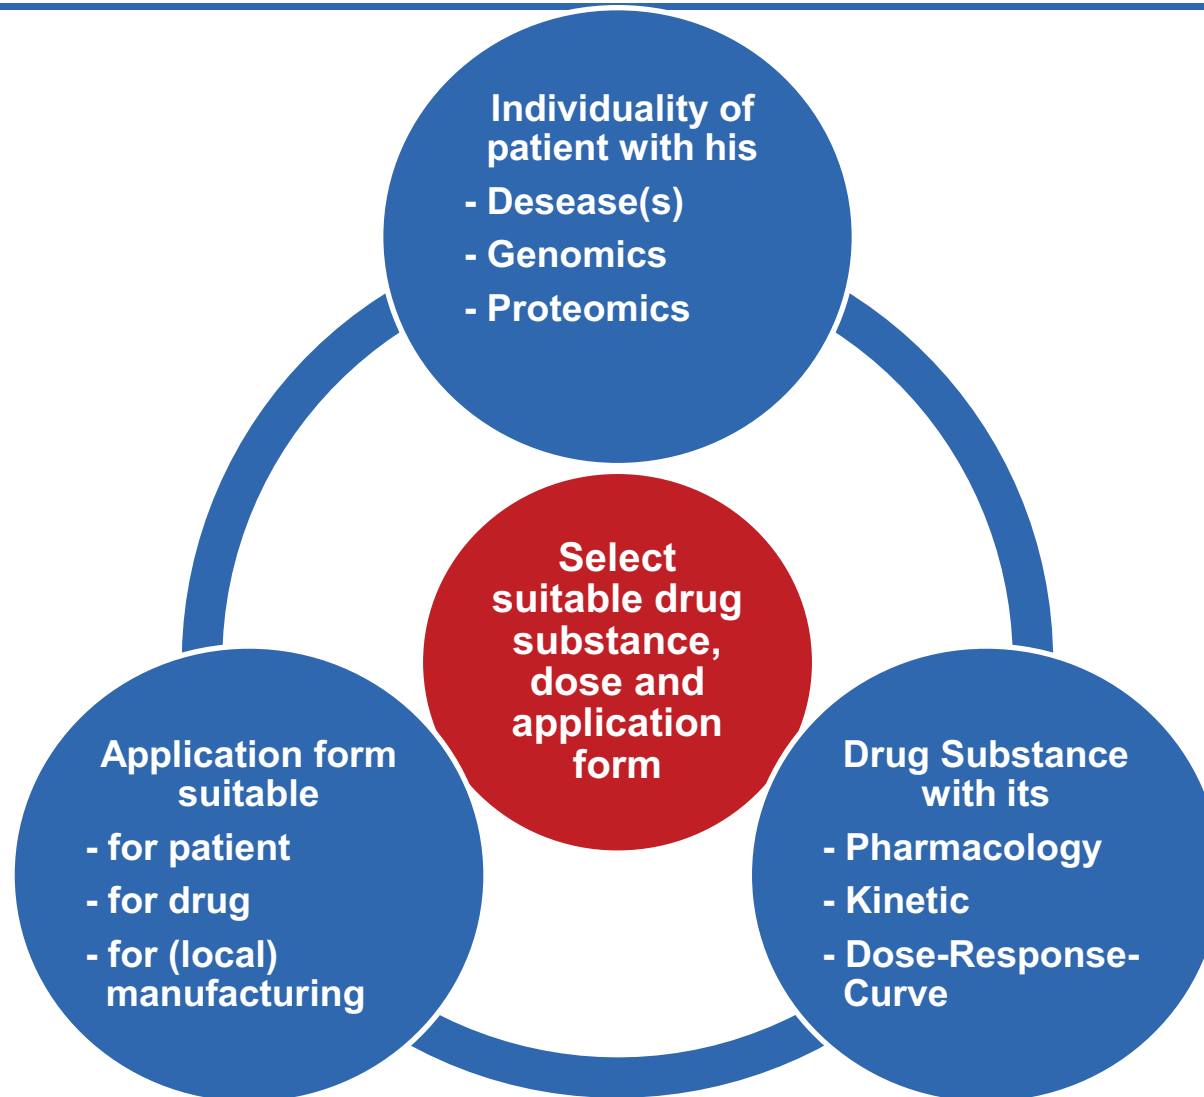 Individuality of
patient with his
- Desease(s)
- Genomics
- Proteomics
Select
suitable drug
substance,
dose and
application
form
Application form
suitable
- for patient
- for drug
- for (local)
manufacturing
Drug Substance
with its
- Pharmacology
- Kinetic
- Dose-Response-
Curve